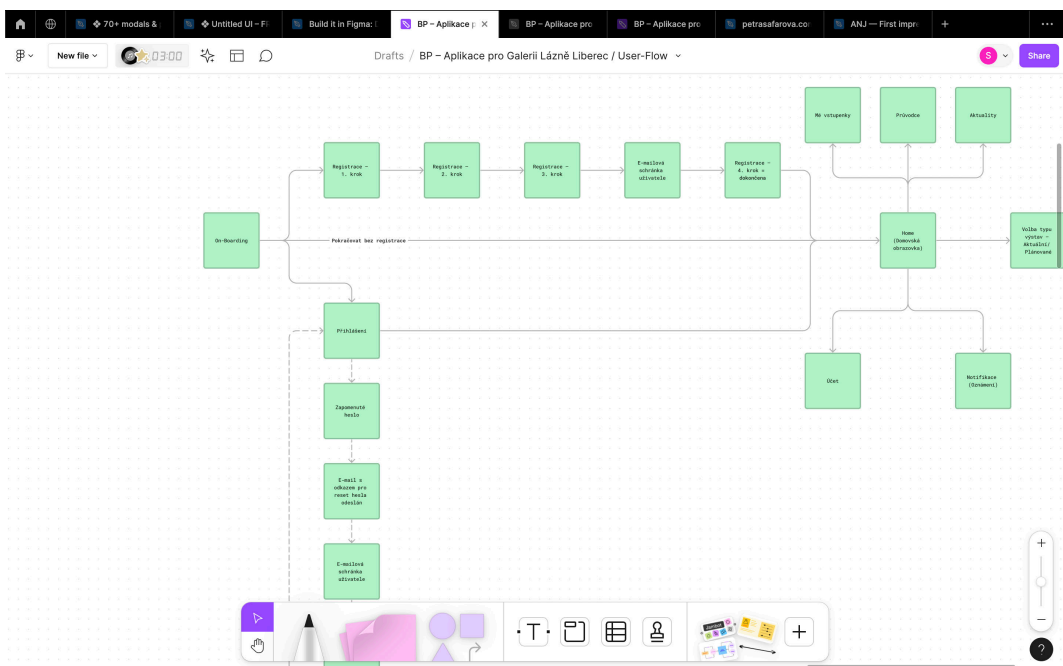 ❖ 70+ modals &
❖ Untitled UI – Fi
Build it in Figma: D
BP – Aplikace p
BP – Aplikace pro
BP – Aplikace pro
petrasafarova.co
ANJ — First impre
New file
03:00
Drafts / BP – Aplikace pro Galerii Lázně Liberec / User-Flow
S
Share
Mé vstupenky
Průvodce
Aktuality
Registrace –
1. krok
Registrace –
2. krok
Registrace –
3. krok
E-mailová
schránka
uživatele
Registrace –
4. krok =
dokončena
On-Boarding
Pokračovat bez registrace
Home
(Domovská
obrazovka)
Volba typu
výstav –
Aktuální/
Plánované
Přihlášení
Účet
Notifikace
(Oznámení)
Zapomenuté
heslo
E-mail s
odkazem pro
reset hesla
odeslán
E-mailová
schránka
uživatele
T
?